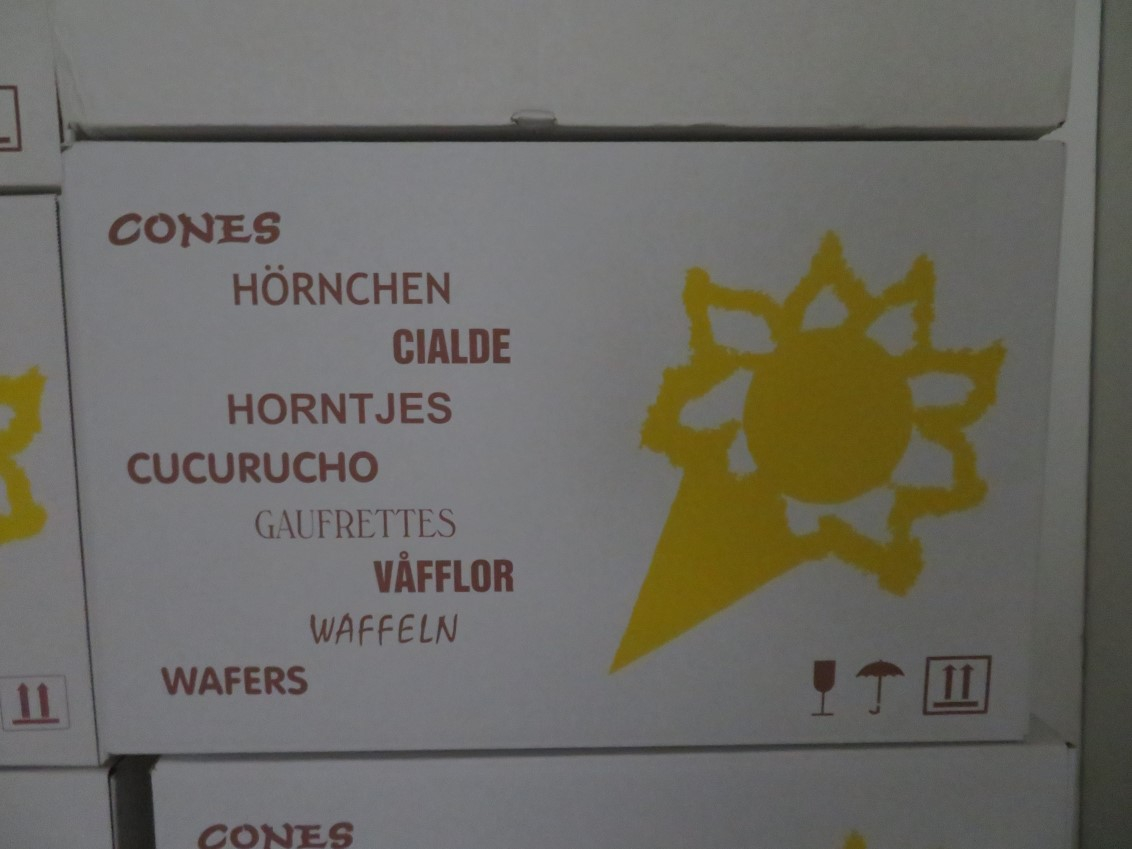 CONES
HÖRNCHEN
CIALDE
HORNTJES
CUCURUCHO
GAUFRETTES
VÅFFLOR
WAFFELN
WAFERS
CONES